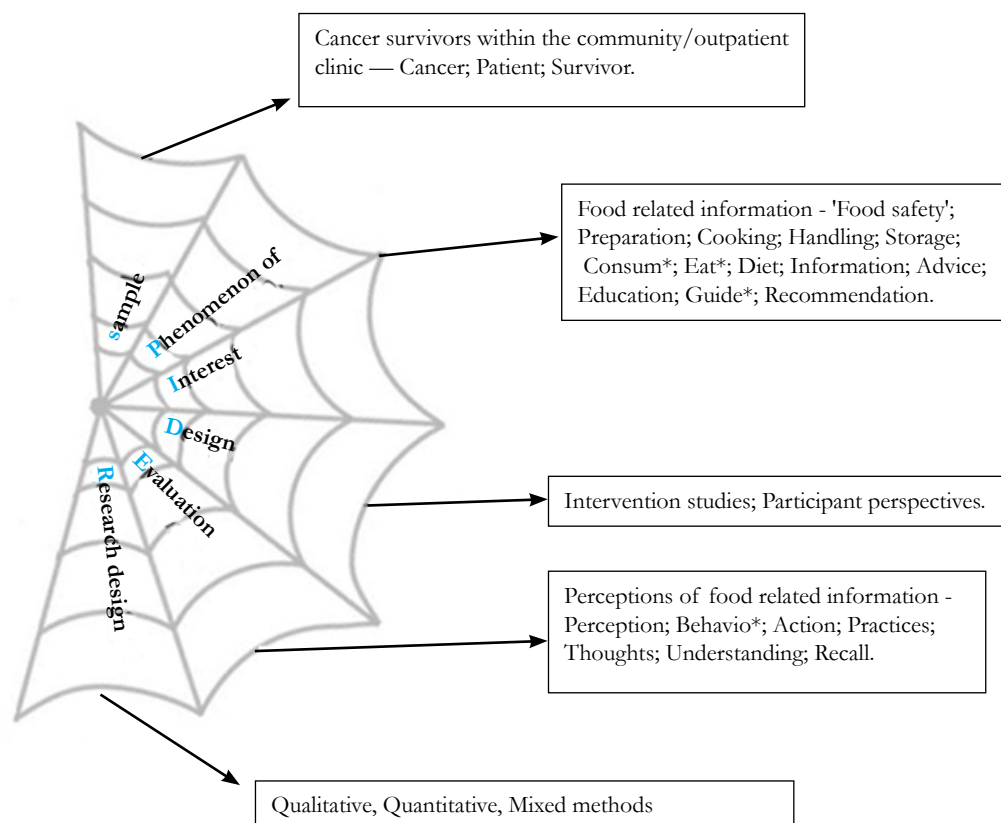 Cancer survivors within the community/outpatient
clinic — Cancer; Patient; Survivor.
Food related information - 'Food safety';
Preparation; Cooking; Handling; Storage;
Consum*; Eat*; Diet; Information; Advice;
Education; Guide*; Recommendation.
sample
Phenomenon of
Interest
Design
Evaluation
Research design
Intervention studies; Participant perspectives.
Perceptions of food related information -
Perception; Behavio*; Action; Practices;
Thoughts; Understanding; Recall.
Qualitative, Quantitative, Mixed methods